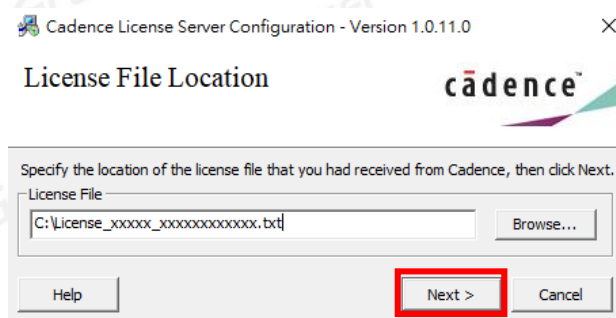 Cadence License Server Configuration - Version 1.0.11.0
License File Location
cādence™
Specify the location of the license file that you had received from Cadence, then click Next.
License File
C:\License_xxxxx_xxxxxxxxxxxx.txt
Browse...
Help
Next >
Cancel